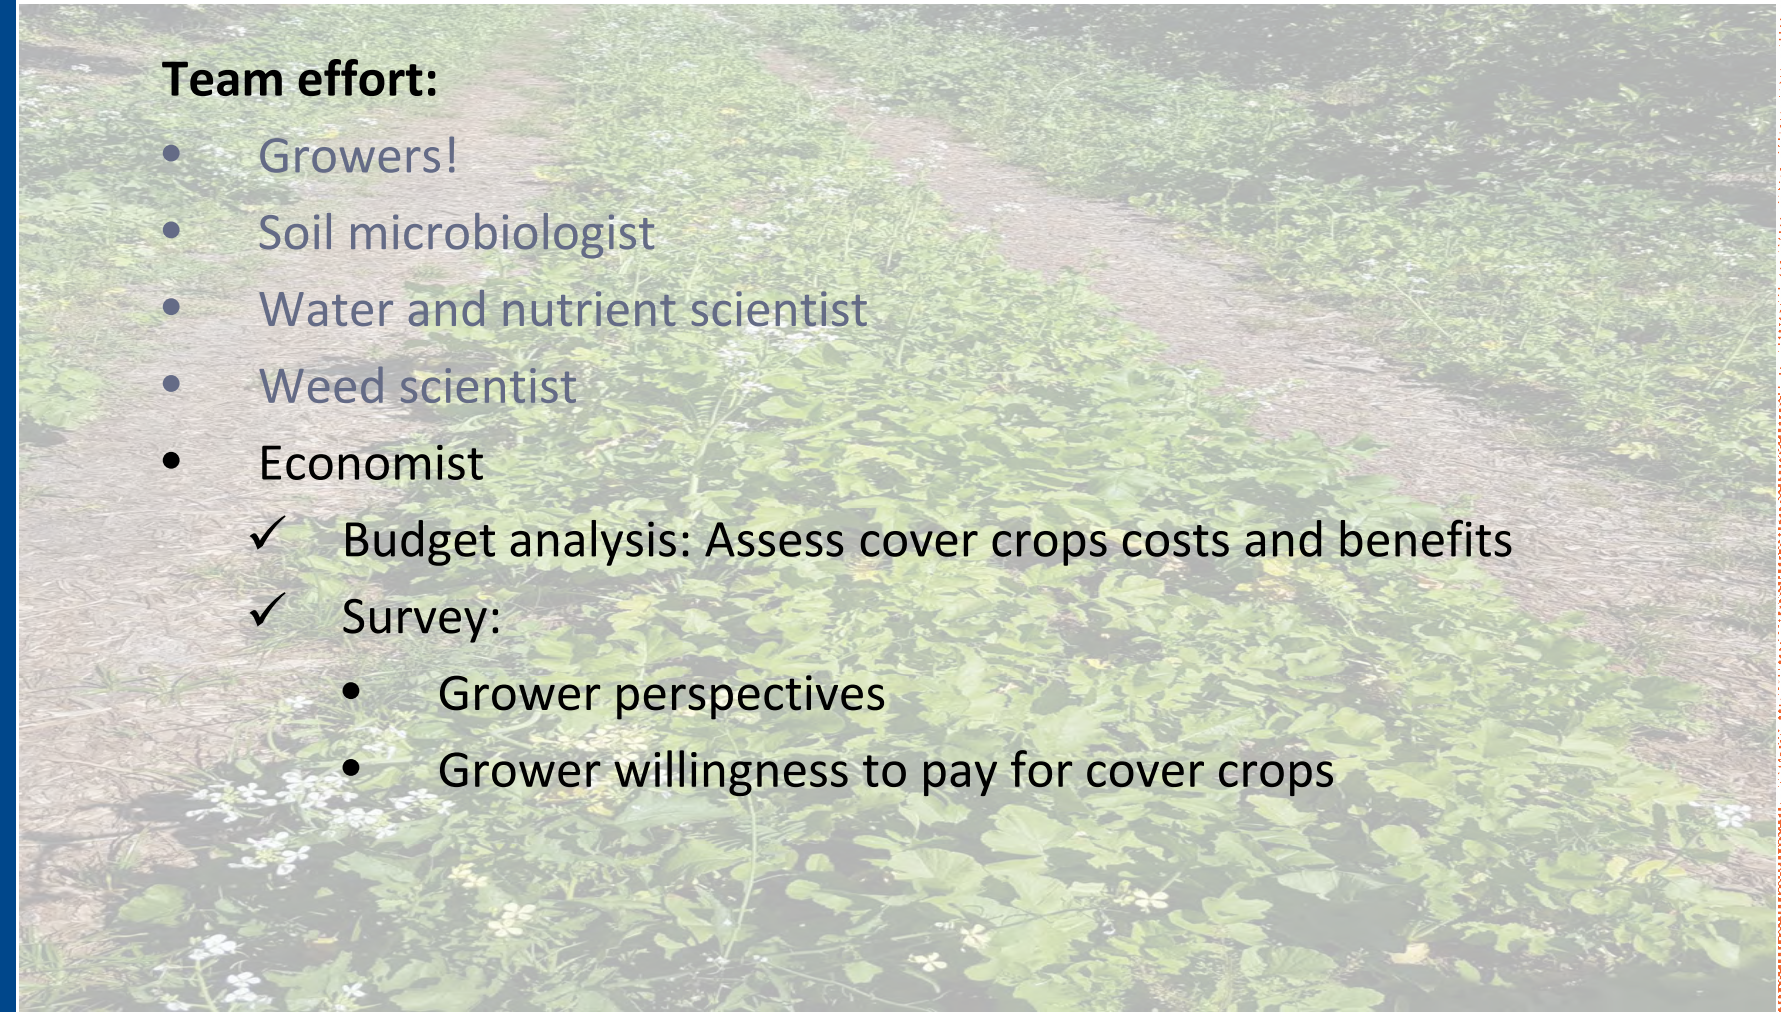 Team effort:
• Growers!
• Soil microbiologist
• Water and nutrient scientist
• Weed scientist
• Economist
✓ Budget analysis: Assess cover crops costs and benefits
✓ Survey:
• Grower perspectives
• Grower willingness to pay for cover crops